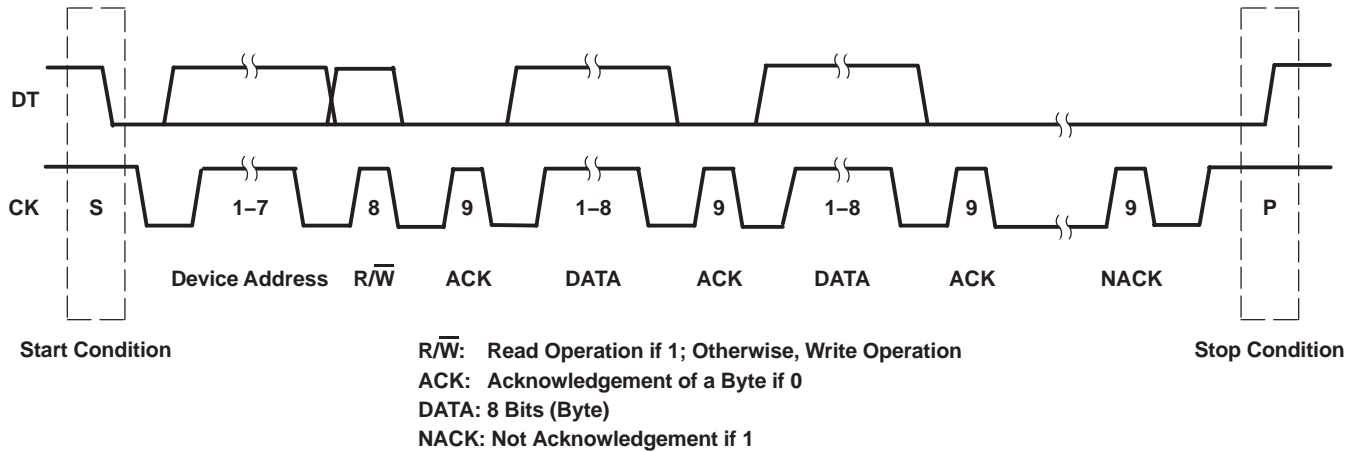 DT
CK S 1–7 8 9 1–8 9 1–8 9 9 P
Device Address R/W̅ ACK DATA ACK DATA ACK NACK
Start Condition
Stop Condition
R/W̅: Read Operation if 1; Otherwise, Write Operation
ACK: Acknowledgement of a Byte if 0
DATA: 8 Bits (Byte)
NACK: Not Acknowledgement if 1